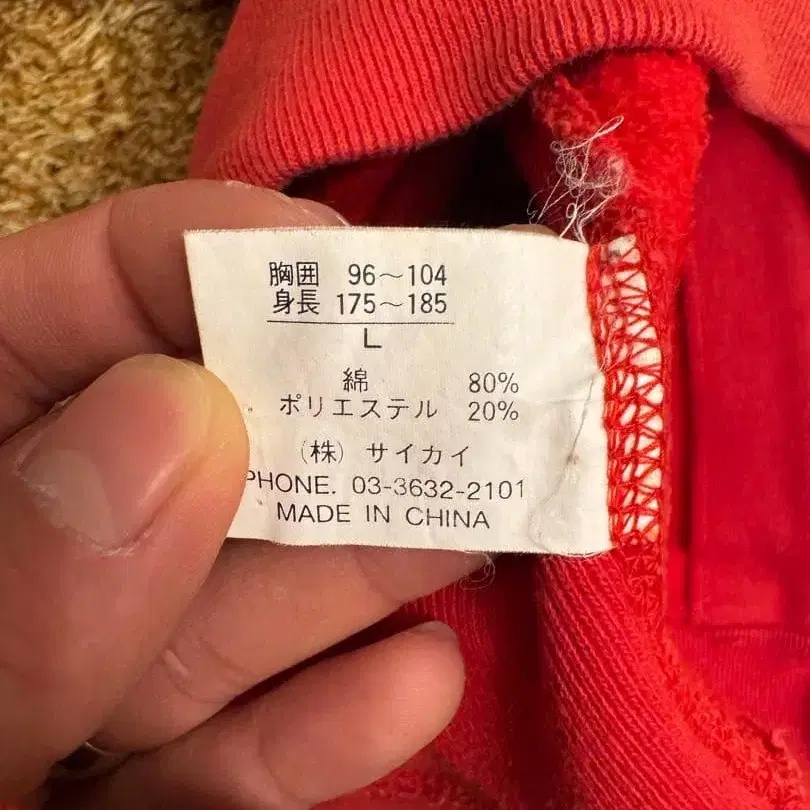 胸囲 96～104
身長 175～185
L
綿 80%
ポリエステル 20%
（株）サイカイ
PHONE. 03-3632-2101
MADE IN CHINA